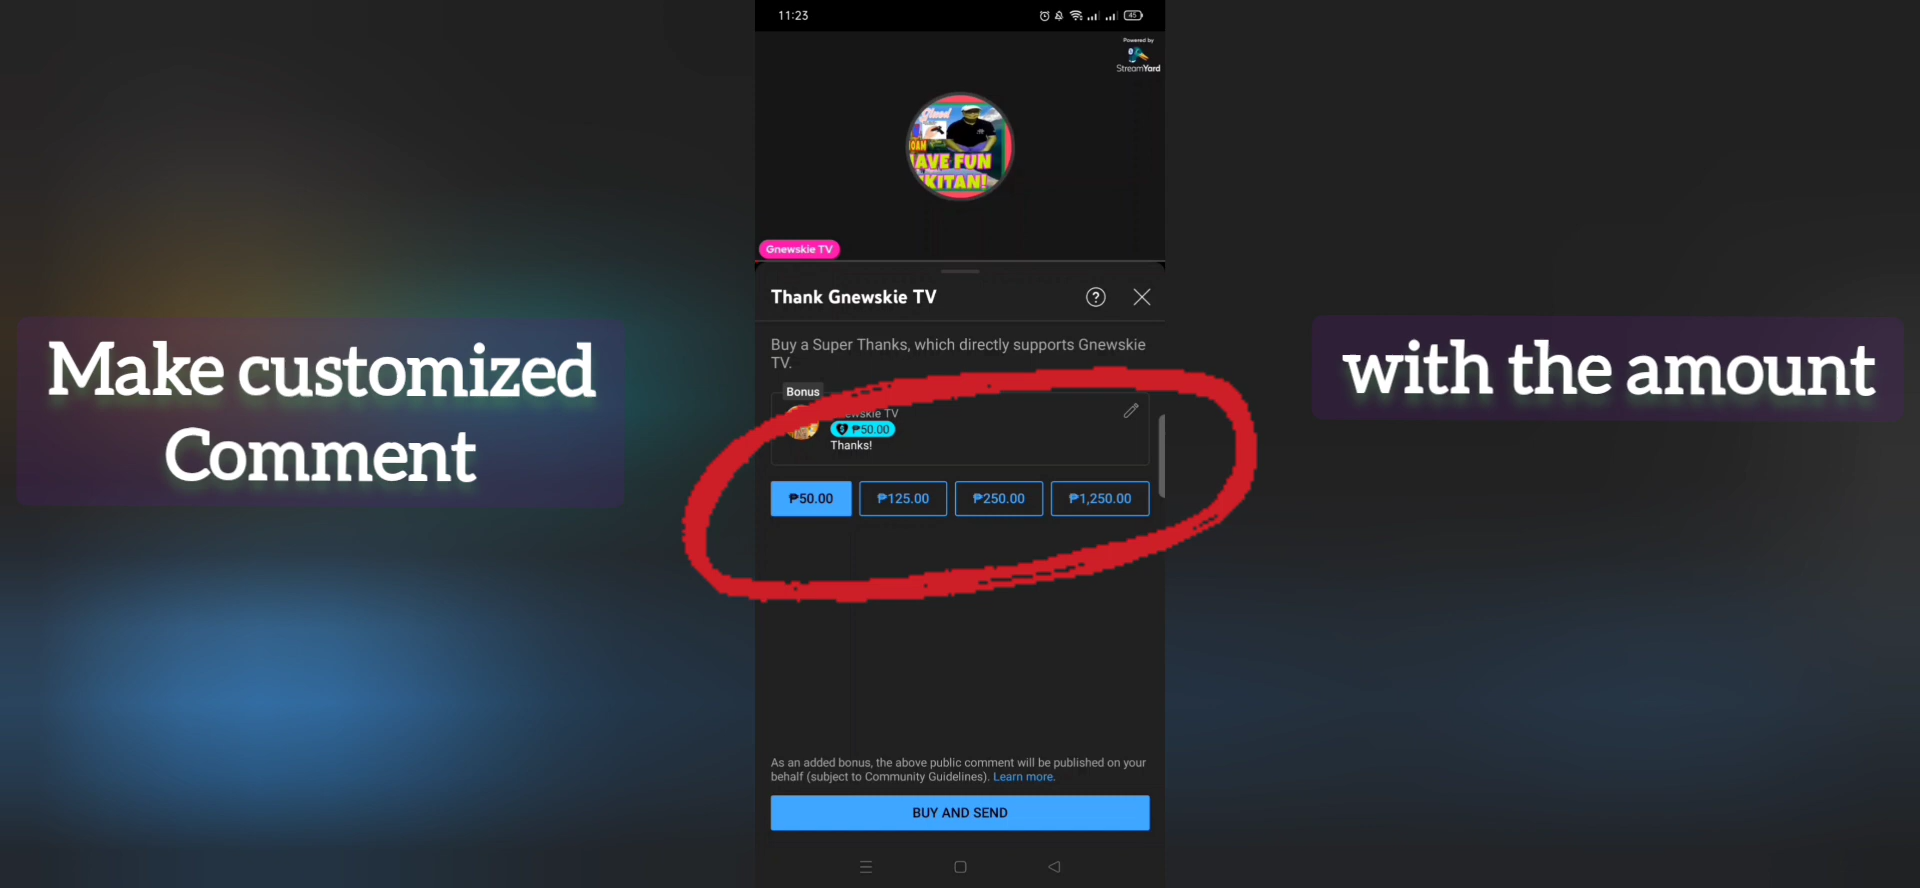 11:23
45
Powered by
StreamYard
AVE FUN
KITAN!
Gnewskie TV
Thank Gnewskie TV
Buy a Super Thanks, which directly supports Gnewskie
TV.
Bonus
ewskie TV
₱50.00
Thanks!
₱50.00
₱125.00
₱250.00
₱1,250.00
As an added bonus, the above public comment will be published on your
behalf (subject to Community Guidelines). Learn more.
BUY AND SEND
Make customized
Comment
with the amount